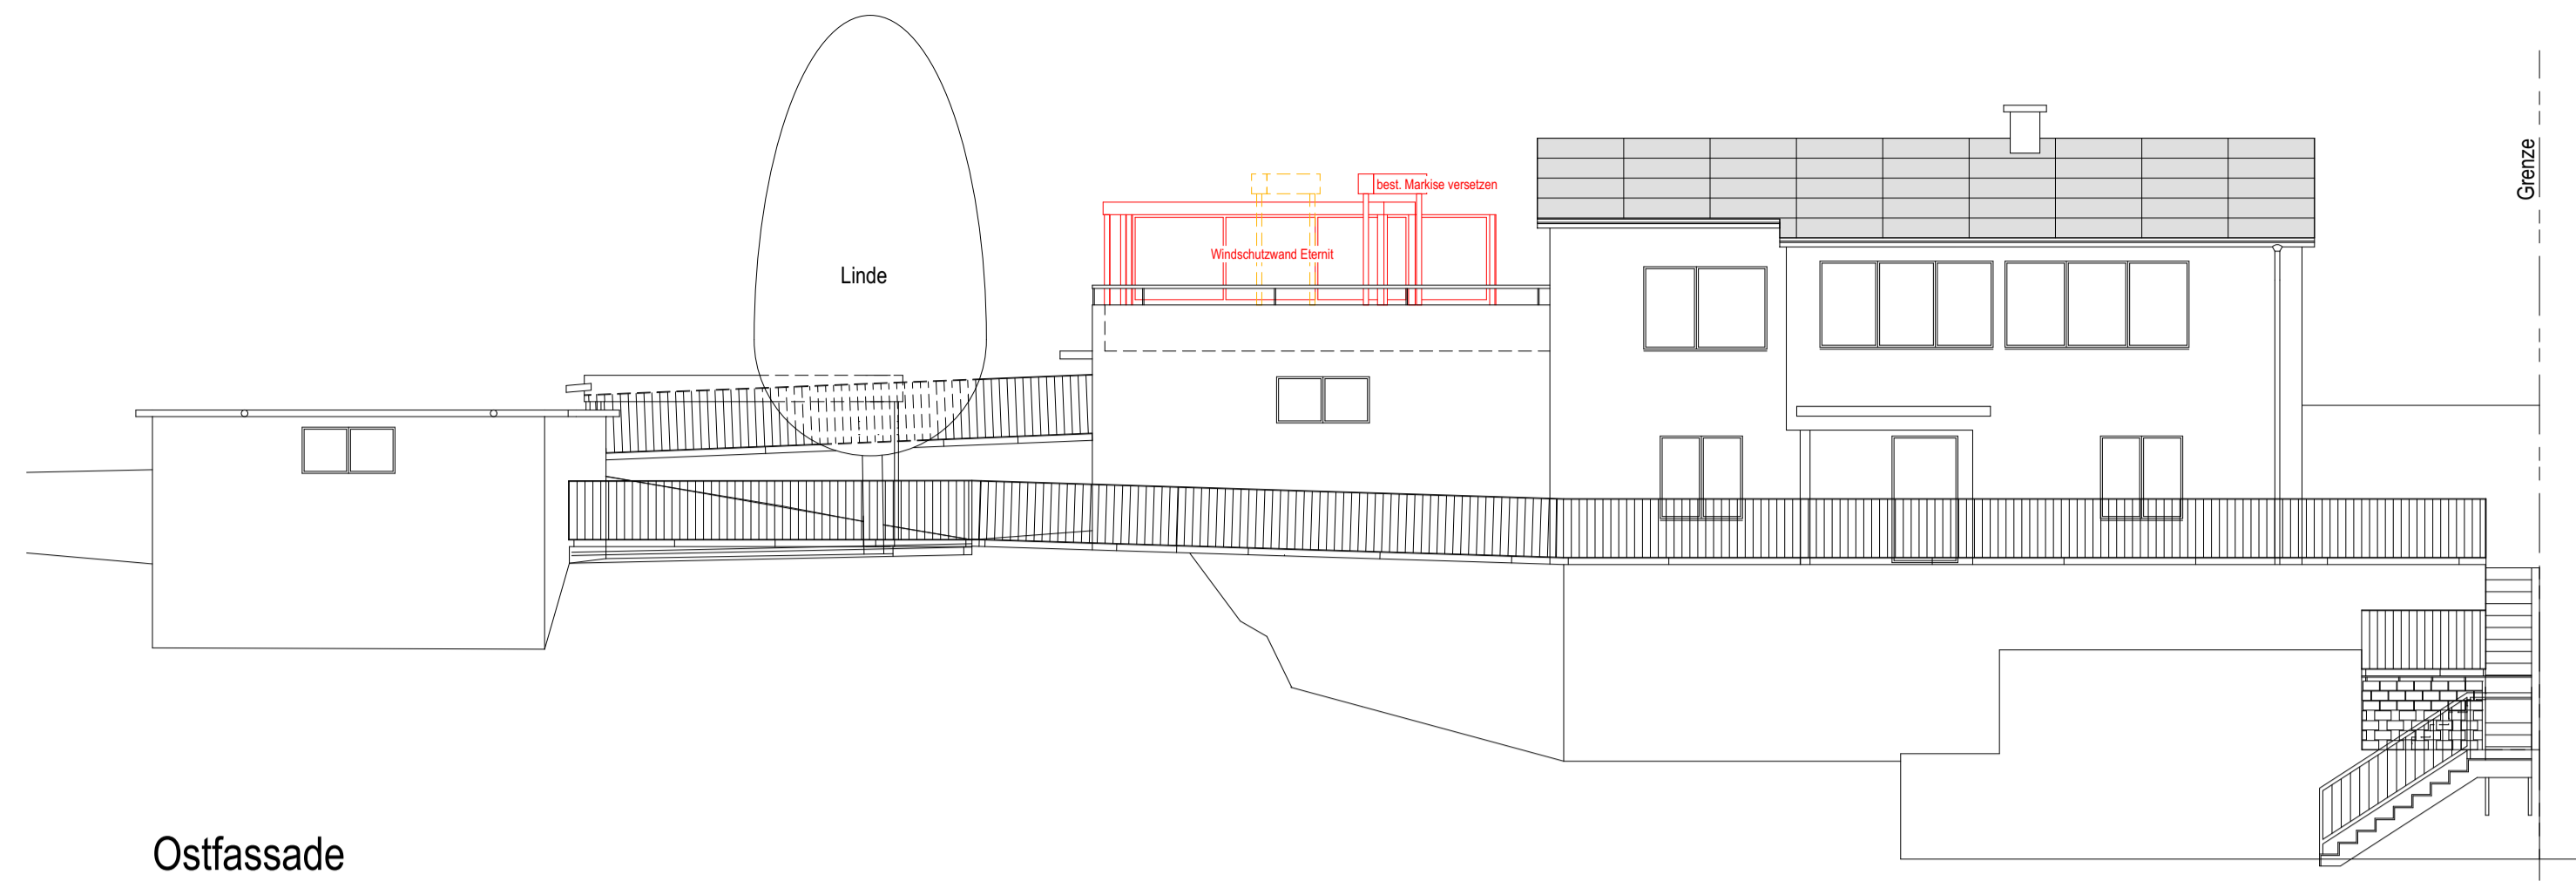 Grenze
best. Markise versetzen
Windschutzwand Eternit
Linde
Ostfassade